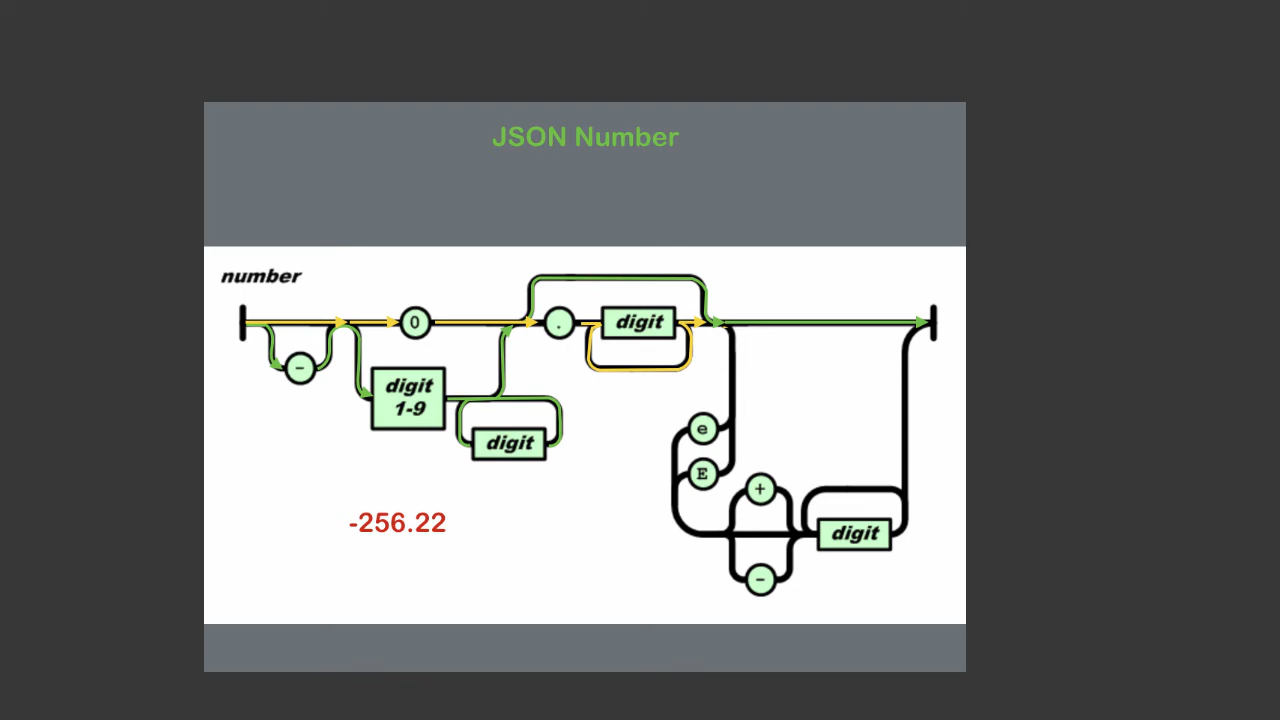 JSON Number
number
0
.
digit
-
digit
1-9
digit
e
E
+
-
digit
-256.22